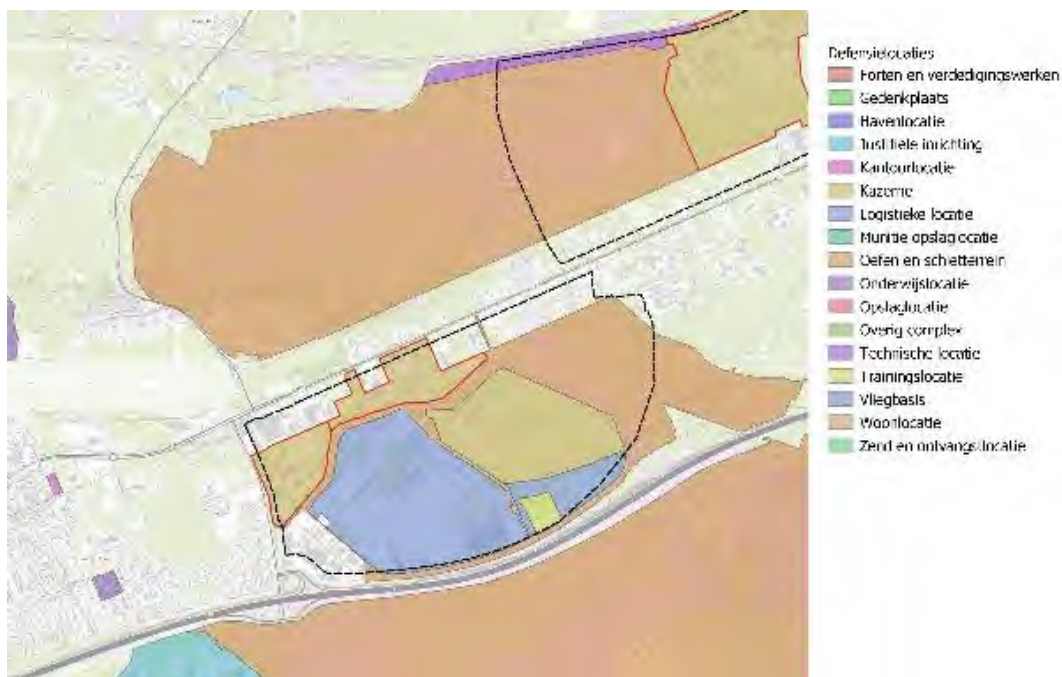 Defensielocaties
Forten en verdedigingswerken
Gedenkplaats
Havenlocatie
Justitiele inrichting
Kantoorlocatie
Kazerne
Logistieke locatie
Munitie opslaglocatie
Oefen en schietterrein
Onderwijslocatie
Opslaglocatie
Overig complex
Technische locatie
Trainingslocatie
Vliegbasis
Woonlocatie
Zend en ontvangstlocatie